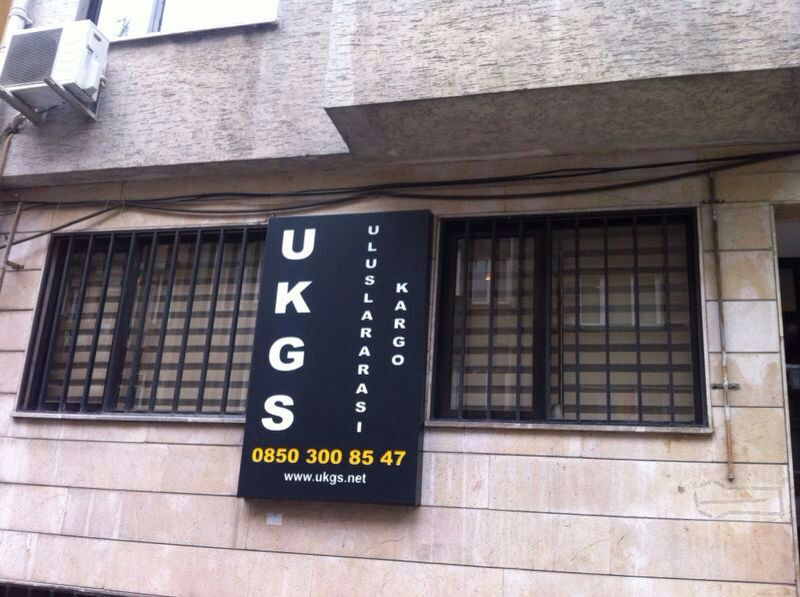 UKGS
ULUSLARARASI
KARGO
0850 300 85 47
www.ukgs.net